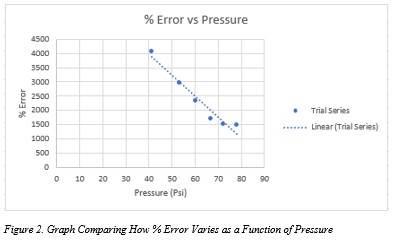 % Error vs Pressure
4500
4000
3500
3000
2500
2000
1500
1000
500
0
% Error
0 10 20 30 40 50 60 70 80 90
Pressure (Psi)
Trial Series
Linear (Trial Series)
Figure 2. Graph Comparing How % Error Varies as a Function of Pressure